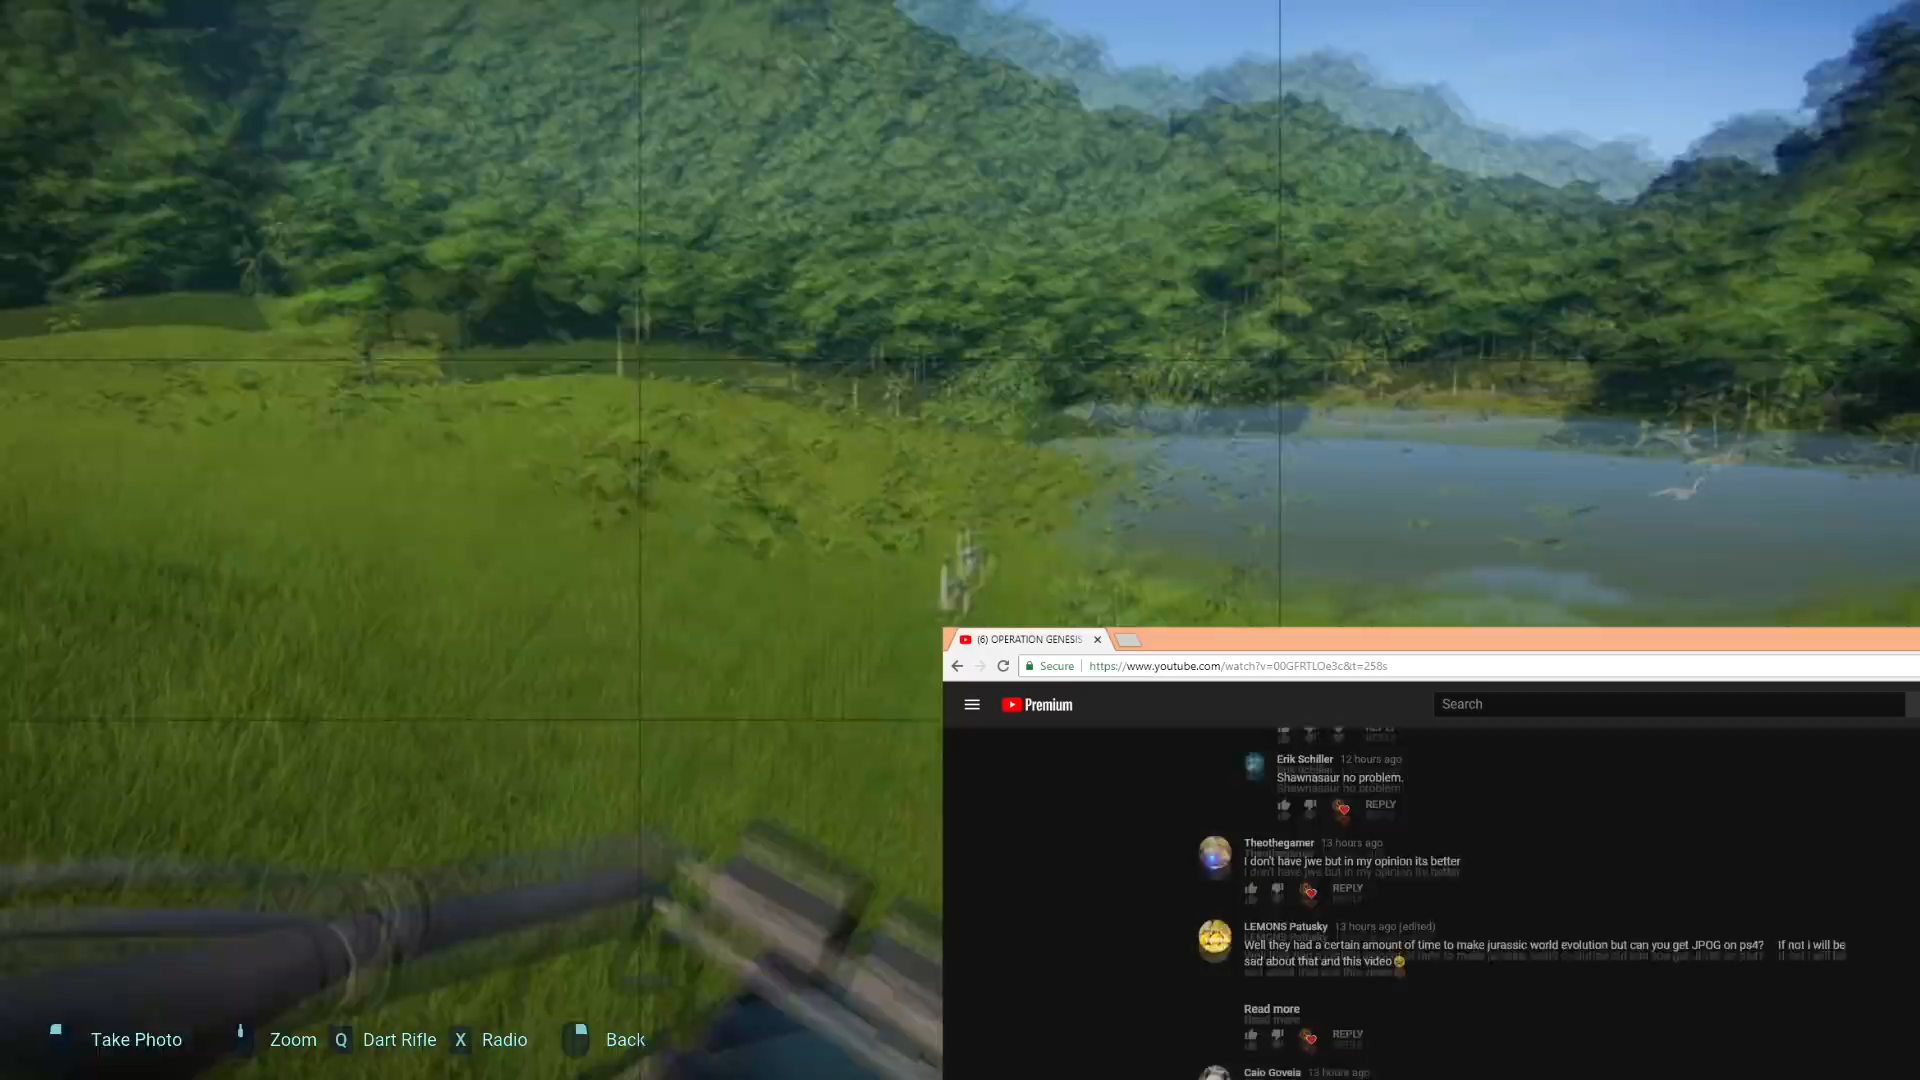 (6) OPERATION GENESIS
Secure https://www.youtube.com/watch?v=00GFRTLOe3c&t=258s
Premium
Search
REPLY
Erik Schiller 12 hours ago
Shawnasaur no problem.
REPLY
Theothegamer 13 hours ago
I don't have jwe but in my opinion its better
REPLY
LEMONS Patusky 13 hours ago (edited)
Well they had a certain amount of time to make jurassic world evolution but can you get JPOG on ps4? If not i will be
sad about that and this video
Read more
REPLY
Caio Goveia 13 hours ago
Take Photo Zoom Q Dart Rifle X Radio Back